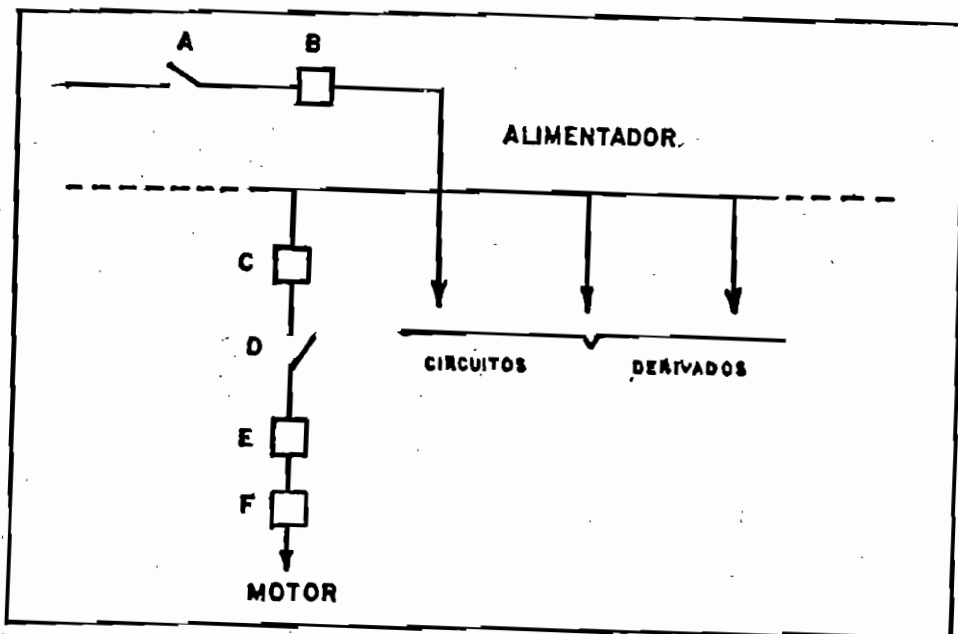 A B
ALIMENTADOR.
C
D
CIRCUITOS DERIVADOS
E
F
MOTOR